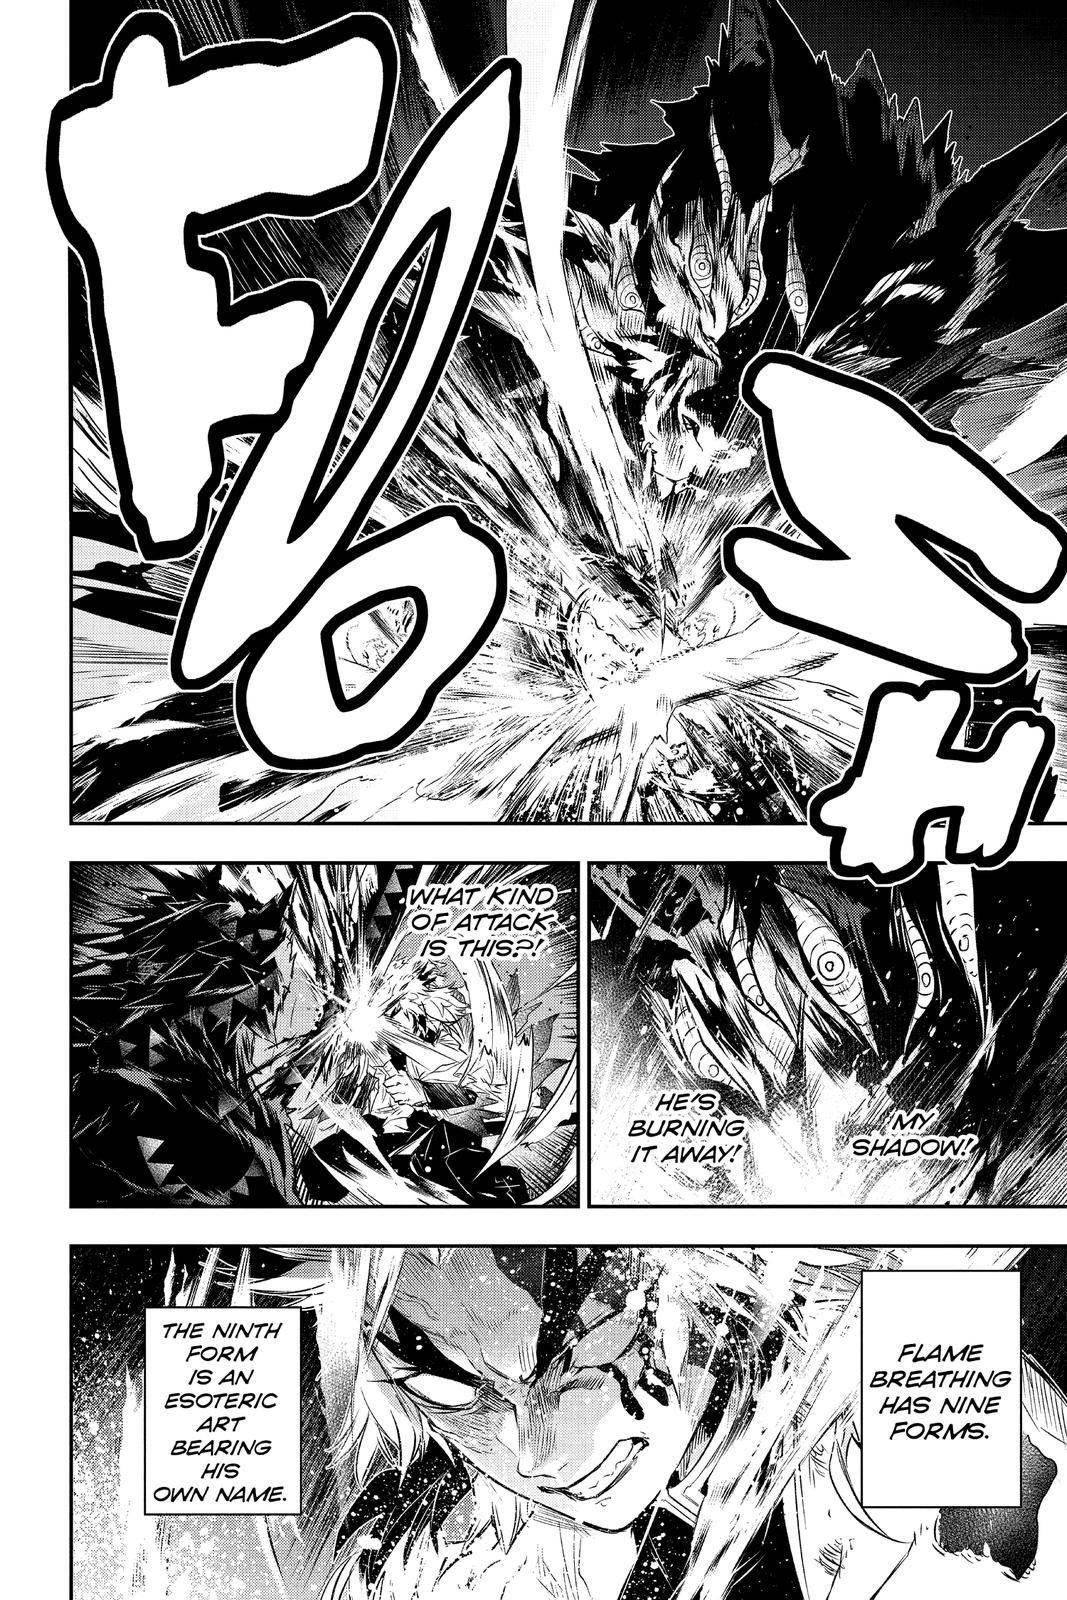 FWOOSH
MY
SHADOW!
HE'S
BURNING
IT AWAY!
WHAT KIND
OF ATTACK
IS THIS?!
FLAME
BREATHING
HAS NINE
FORMS.
THE NINTH
FORM IS AN
ESOTERIC
ART
BEARING
HIS
OWN NAME.